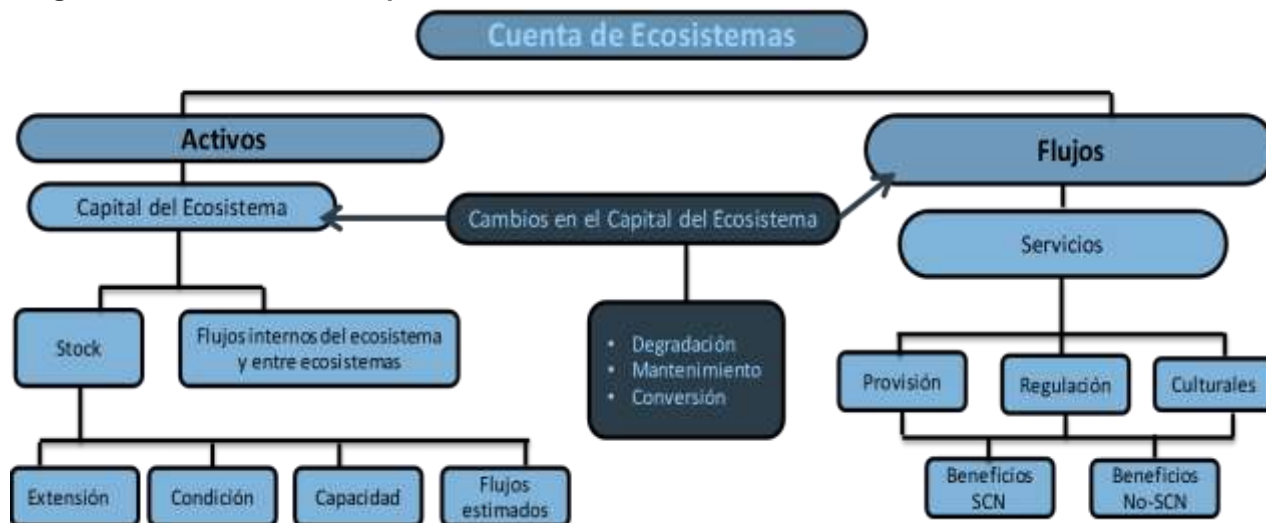 Cuenta de Ecosistemas
Activos
Flujos
Capital del Ecosistema
Cambios en el Capital del Ecosistema
Servicios
Stock
Flujos internos del ecosistema
y entre ecosistemas
• Degradación
• Mantenimiento
• Conversión
Provisión
Regulación
Culturales
Extensión
Condición
Capacidad
Flujos
estimados
Beneficios
SCN
Beneficios
No-SCN